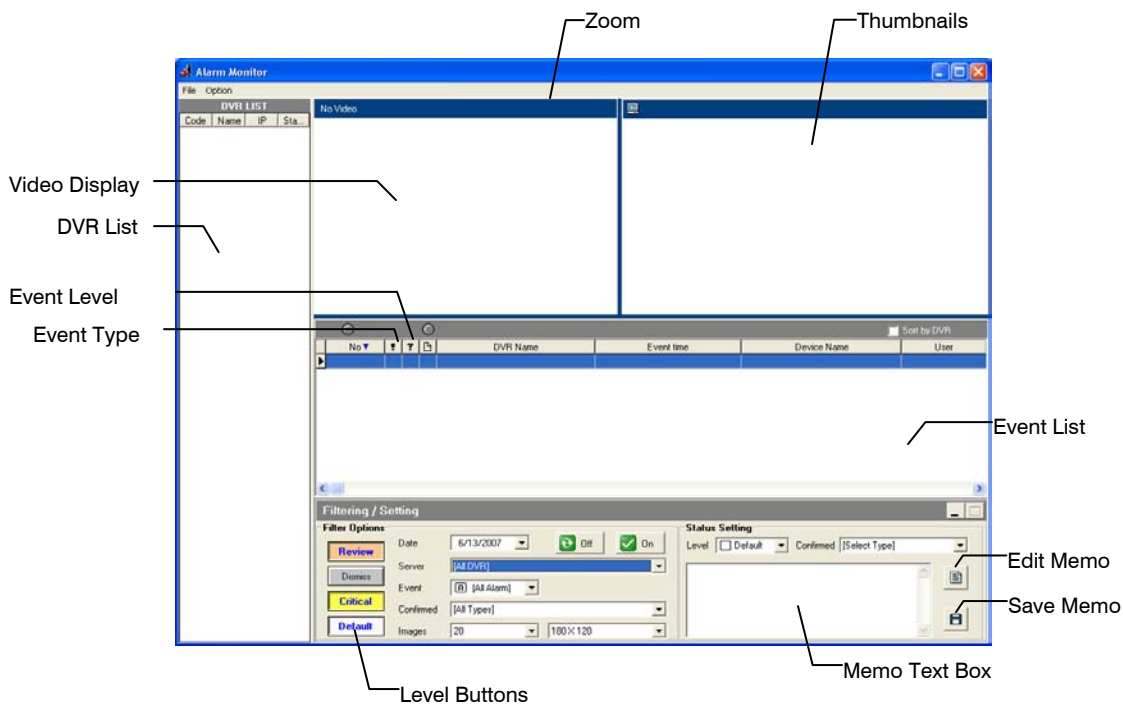 Zoom
Thumbnails
Alarm Monitor
File Option
DVR LIST
No Video
Code Name IP Sta...
Video Display
DVR List
Event Level
Event Type
Sort by DVR
No DVR Name Event time Device Name User
Event List
Filtering / Setting
Filter Options
Status Setting
Review
Date 6/13/2007 Off On
Level Default Confirmed [Select Type]
Server [All DVR]
Dismiss
Event [All Alarm]
Critical
Confirmed [All Types]
Default
Images 20 180X120
Edit Memo
Save Memo
Memo Text Box
Level Buttons